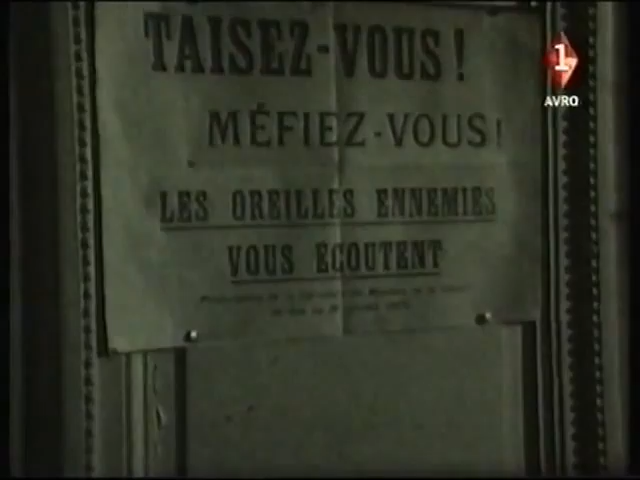 TAISEZ-VOUS !
MÉFIEZ-VOUS !
LES OREILLES ENNEMIES
VOUS ÉCOUTENT
1
AVRO